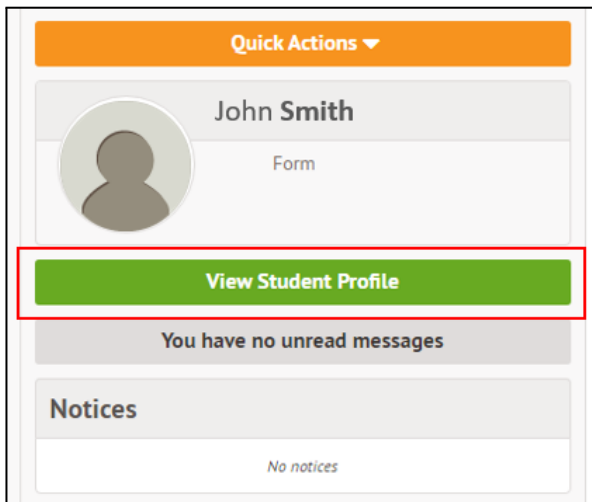 Quick Actions
John Smith
Form
View Student Profile
You have no unread messages
Notices
No notices